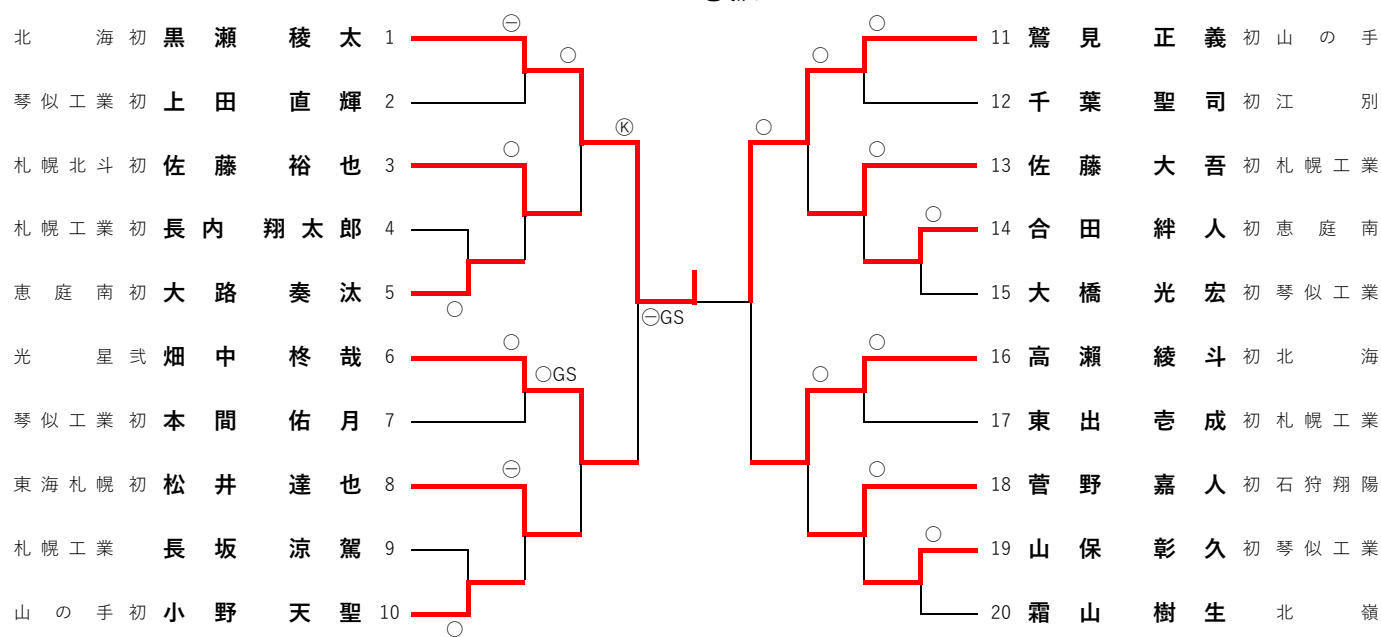 北海 初 黒瀬 稜太 1
琴似工業 初 上田 直輝 2
札幌北斗 初 佐藤 裕也 3
札幌工業 初 長内 翔太郎 4
恵庭南 初 大路 奏汰 5
光星 弐 畑中 柊哉 6
琴似工業 初 本間 佑月 7
東海札幌 初 松井 達也 8
札幌工業 長坂 涼駕 9
山の手 初 小野 天聖 10
㊀
○
○
Ⓚ
○
○
○GS
㊀
○
㊀GS
○
○
○
○
○
○
○
○
○
11 鷲見 正義 初 山の手
12 千葉 聖司 初 江別
13 佐藤 大吾 初 札幌工業
14 合田 絆人 初 恵庭南
15 大橋 光宏 初 琴似工業
16 高瀬 綾斗 初 北海
17 東出 壱成 初 札幌工業
18 菅野 嘉人 初 石狩翔陽
19 山保 彰久 初 琴似工業
20 霜山 樹生 北嶺